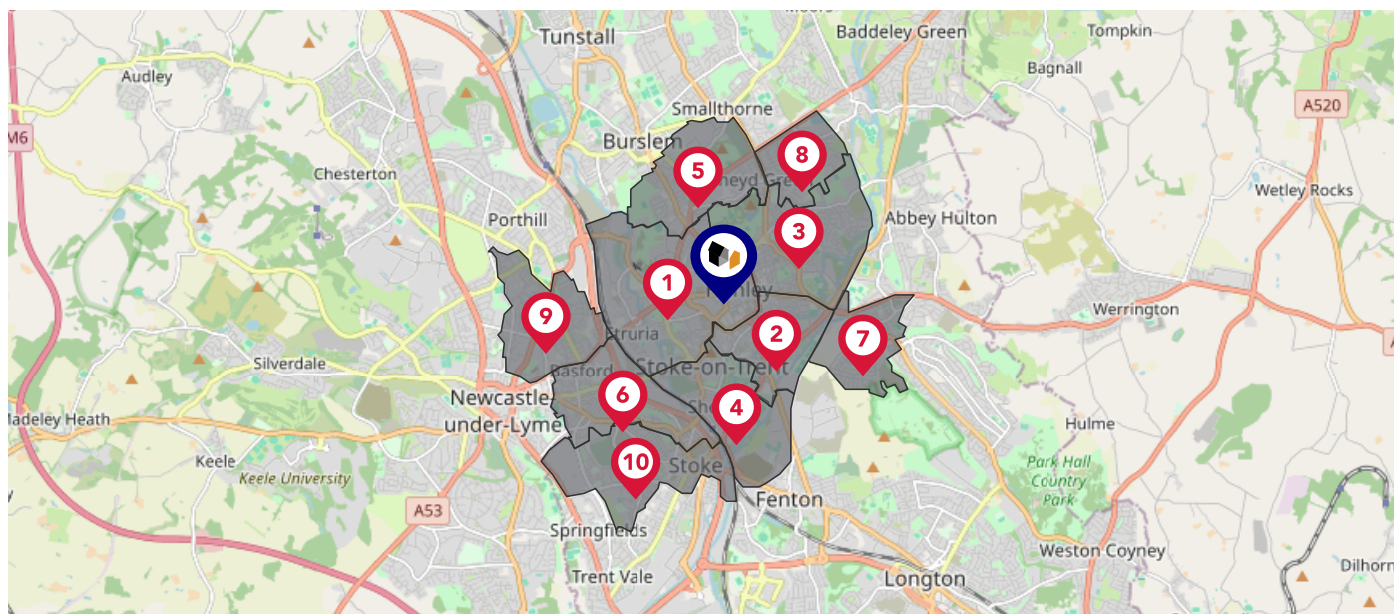 Moors
Tunstall
Baddeley Green
Tompkin
Audley
Bagnall
A520
Smallthorne
M6
Burslem
8
5
Chesterton
Wetley Rocks
Porthill
Abbey Hulton
3
1
Werrington
9
Etruria
2
7
Silverdale
Basford
Stoke-on-Trent
Newcastle-
under-Lyme
6
4
Madeley Heath
Hulme
Keele
10
Stoke
Park Hall
Country
Park
Keele University
A53
Fenton
Springfields
Weston Coyney
Trent Vale
Longton